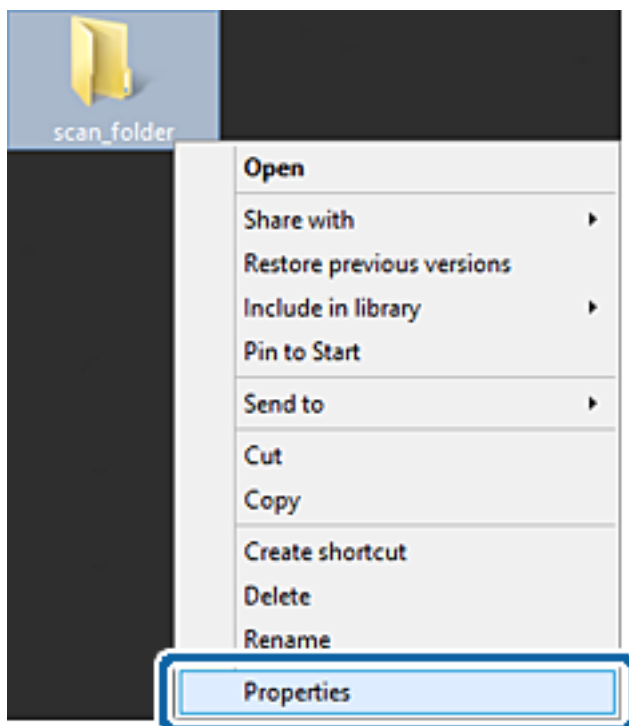 scan_folder
Open
Share with
Restore previous versions
Include in library
Pin to Start
Send to
Cut
Copy
Create shortcut
Delete
Rename
Properties